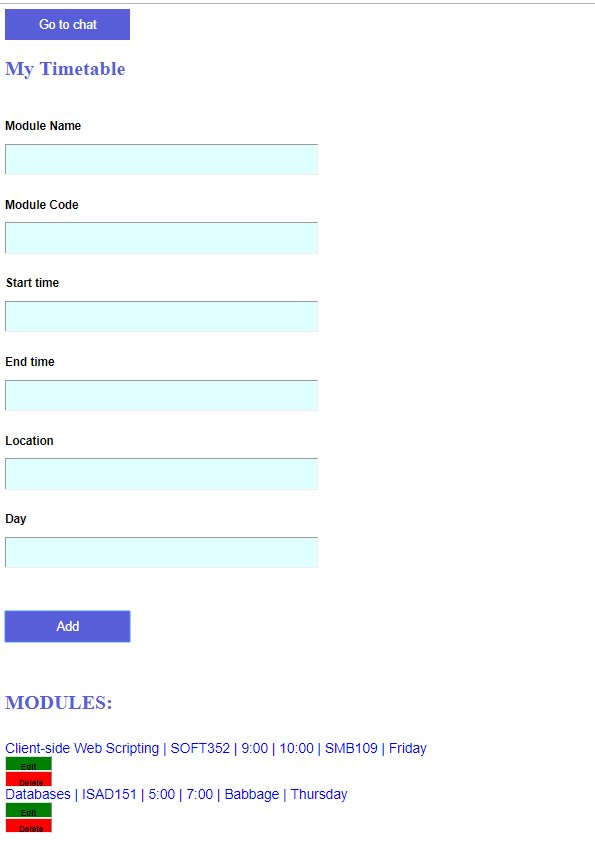 Go to chat
My Timetable
Module Name
Module Code
Start time
End time
Location
Day
Add
MODULES:
Client-side Web Scripting | SOFT352 | 9:00 | 10:00 | SMB109 | Friday
Edit
Delete
Databases | ISAD151 | 5:00 | 7:00 | Babbage | Thursday
Edit
Delete